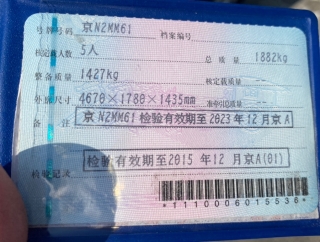 号牌号码 京N2MM61 档案编号
核定载人数 5人 总质量 1882kg
整备质量 1427kg 核定载质量
外廓尺寸 4670×1780×1435mm 准牵引总质量
备注 京N2MM61 检验有效期至 2023年12月京A
检验有效期至2015年12月京A(01)
检验记录
*1110006015536*